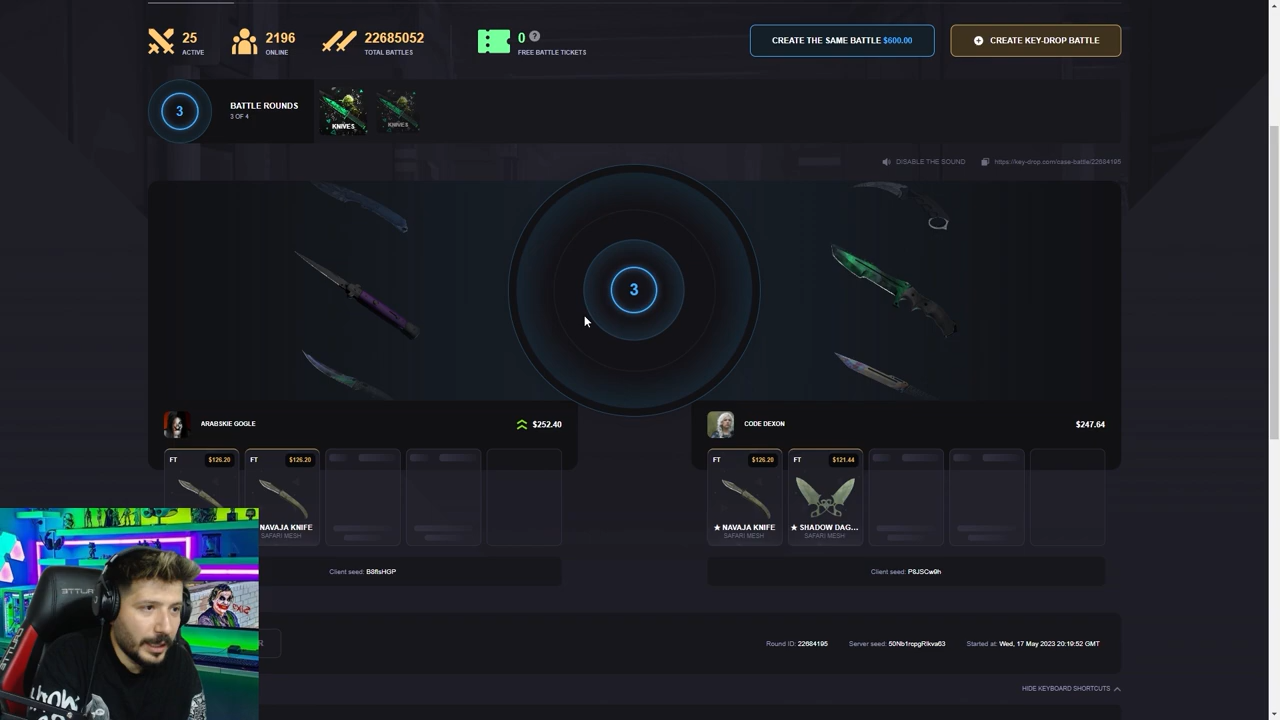 25
ACTIVE
2196
ONLINE
22685052
TOTAL BATTLES
0 ?
FREE BATTLE TICKETS
CREATE THE SAME BATTLE $600.00
CREATE KEY-DROP BATTLE
3
BATTLE ROUNDS
3 OF 4
KNIVES
KNIVES
DISABLE THE SOUND
https://key-drop.com/case-battle/22684195
3
ARABSKIE GOGLE
$252.40
CODE DEXON
$247.64
FT $126.20
FT $126.20
FT $126.20
FT $121.44
NAVAJA KNIFE
SAFARI MESH
★ NAVAJA KNIFE
SAFARI MESH
★ SHADOW DAG...
SAFARI MESH
Client seed:
Client seed:
Round ID: 22684195
Server seed:
Started at: Wed, 17 May 2023 20:19:52 GMT
HIDE KEYBOARD SHORTCUTS